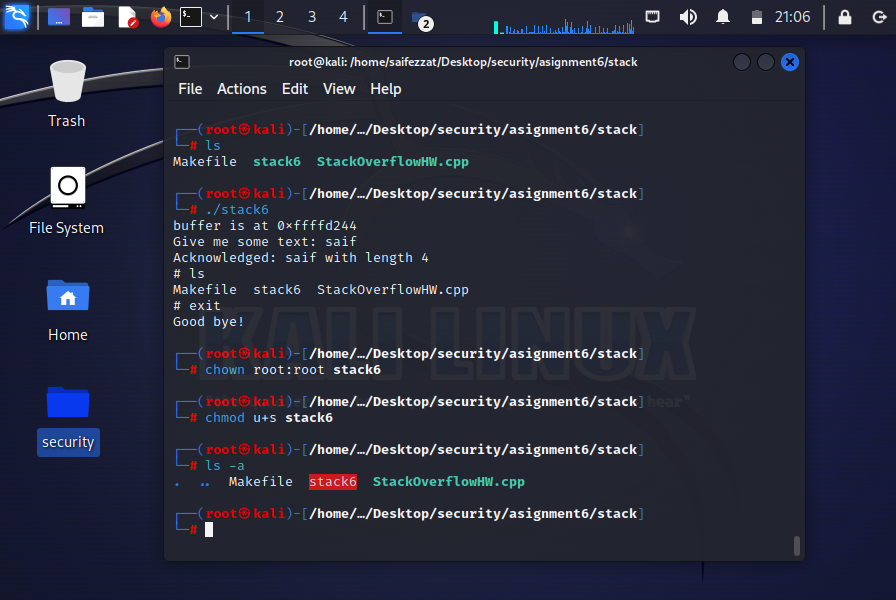 1 2 3 4 2 21:06
root@kali: /home/saifezzat/Desktop/security/asignment6/stack
File Actions Edit View Help
Trash
File System
Home
security
┌──(root㉿kali)-[/home/…/Desktop/security/asignment6/stack]
└─# ls
Makefile  stack6  StackOverflowHW.cpp
┌──(root㉿kali)-[/home/…/Desktop/security/asignment6/stack]
└─# ./stack6
buffer is at 0×ffffd244
Give me some text: saif
Acknowledged: saif with length 4
# ls
Makefile  stack6  StackOverflowHW.cpp
# exit
Good bye!
┌──(root㉿kali)-[/home/…/Desktop/security/asignment6/stack]
└─# chown root:root stack6
┌──(root㉿kali)-[/home/…/Desktop/security/asignment6/stack]
└─# chmod u+s stack6
┌──(root㉿kali)-[/home/…/Desktop/security/asignment6/stack]
└─# ls -a
.  ..  Makefile  stack6  StackOverflowHW.cpp
┌──(root㉿kali)-[/home/…/Desktop/security/asignment6/stack]
└─#
KALI LINUX
hear"